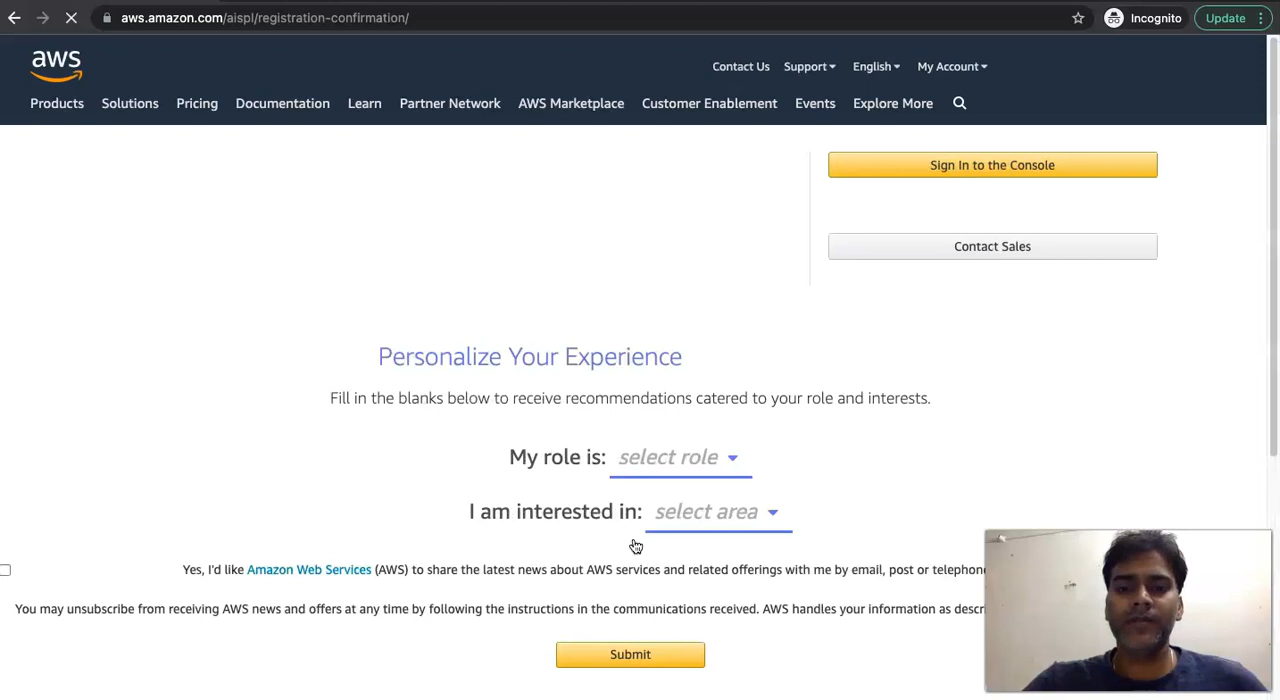 aws.amazon.com/aispl/registration-confirmation/
Incognito
Update
aws
Contact Us Support English My Account
Products Solutions Pricing Documentation Learn Partner Network AWS Marketplace Customer Enablement Events Explore More
Sign In to the Console
Contact Sales
Personalize Your Experience
Fill in the blanks below to receive recommendations catered to your role and interests.
My role is: select role
I am interested in: select area
Yes, I'd like Amazon Web Services (AWS) to share the latest news about AWS services and related offerings with me by email, post or telephone
You may unsubscribe from receiving AWS news and offers at any time by following the instructions in the communications received. AWS handles your information as descri
Submit